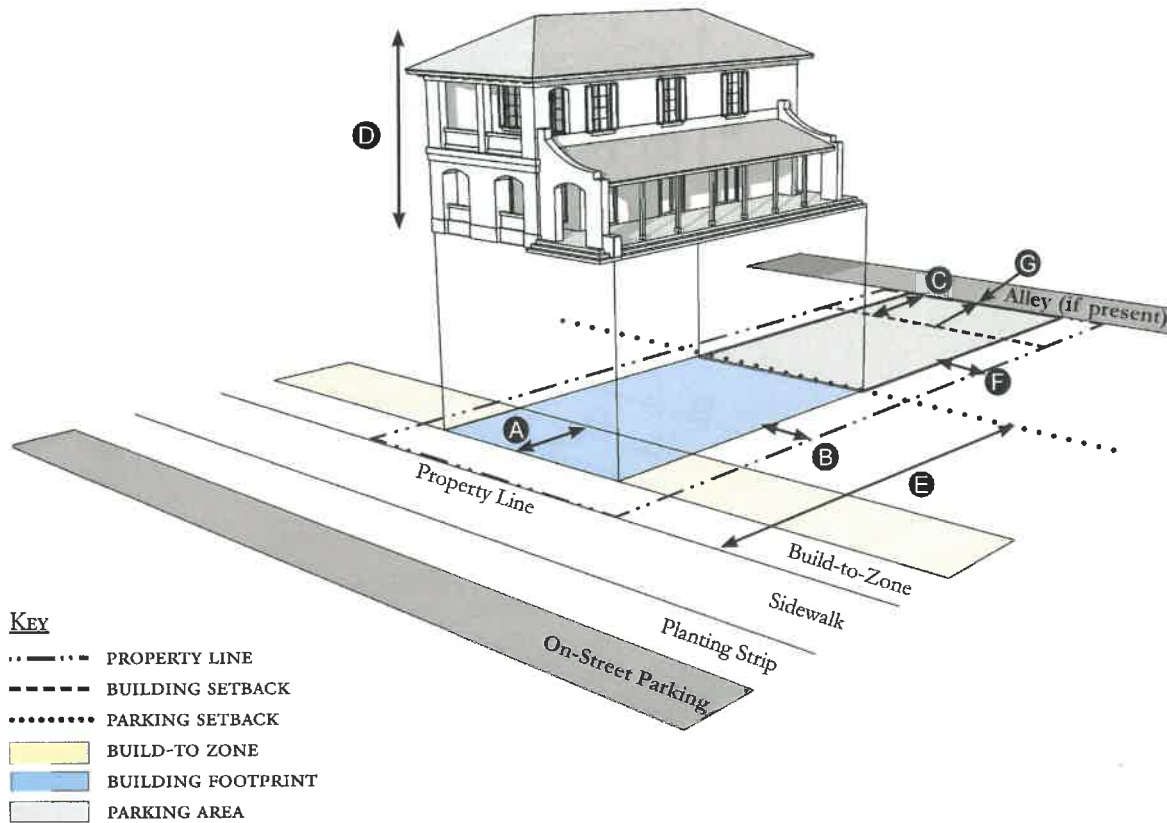 D
G
C
Alley (if present)
F
A
B
Property Line
E
Build-to-Zone
Sidewalk
Planting Strip
On-Street Parking
KEY
PROPERTY LINE
BUILDING SETBACK
PARKING SETBACK
BUILD-TO ZONE
BUILDING FOOTPRINT
PARKING AREA